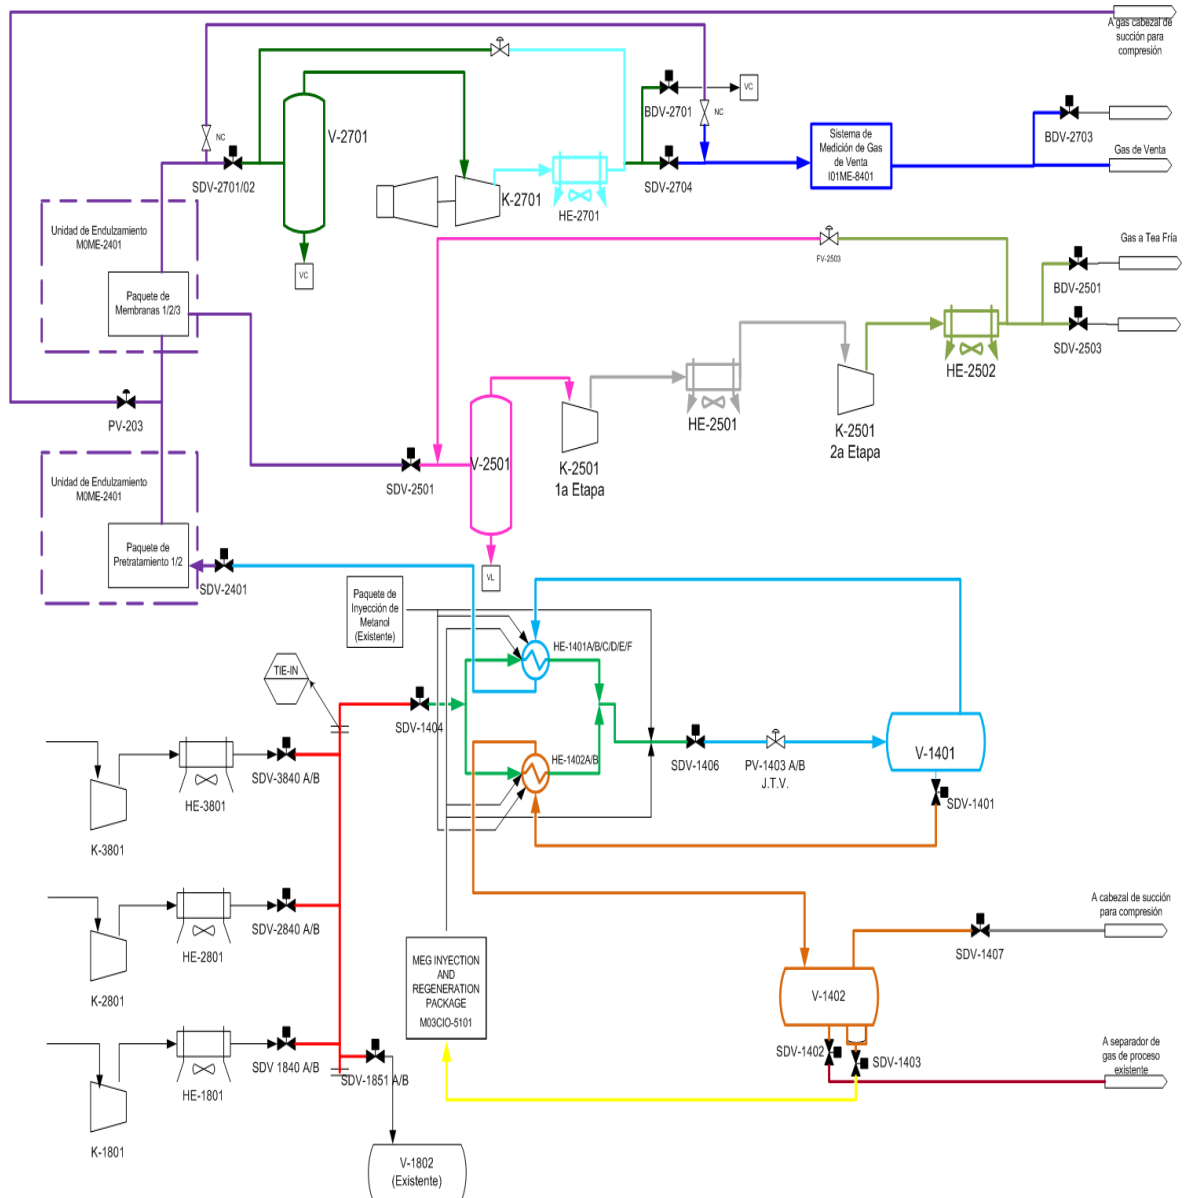 A gas cabezal de
succión para
compresión
NC
V-2701
BDV-2701
VC
NC
SDV-2701/02
K-2701
HE-2701
SDV-2704
Sistema de
Medición de Gas
de Venta
I01ME-8401
BDV-2703
Gas de Venta
VC
Unidad de Endulzamiento
M0ME-2401
Paquete de
Membranas 1/2/3
FV-2503
Gas a Tea Fría
BDV-2501
SDV-2503
HE-2502
HE-2501
K-2501
2a Etapa
PV-203
V-2501
K-2501
1a Etapa
SDV-2501
Unidad de Endulzamiento
M0ME-2401
Paquete de
Pretratamiento 1/2
SDV-2401
VL
Paquete de
Inyección de
Metanol
(Existente)
HE-1401A/B/C/D/E/F
TIE-IN
SDV-1404
HE-1402A/B
SDV-1406
PV-1403 A/B
J.T.V.
V-1401
SDV-1401
SDV-3840 A/B
HE-3801
K-3801
SDV-2840 A/B
HE-2801
K-2801
MEG INYECTION
AND
REGENERATION
PACKAGE
M03CIO-5101
A cabezal de succión
para compresión
SDV-1407
V-1402
SDV-1402
SDV-1403
A separador de
gas de proceso
existente
SDV 1840 A/B
HE-1801
K-1801
SDV-1851 A/B
V-1802
(Existente)